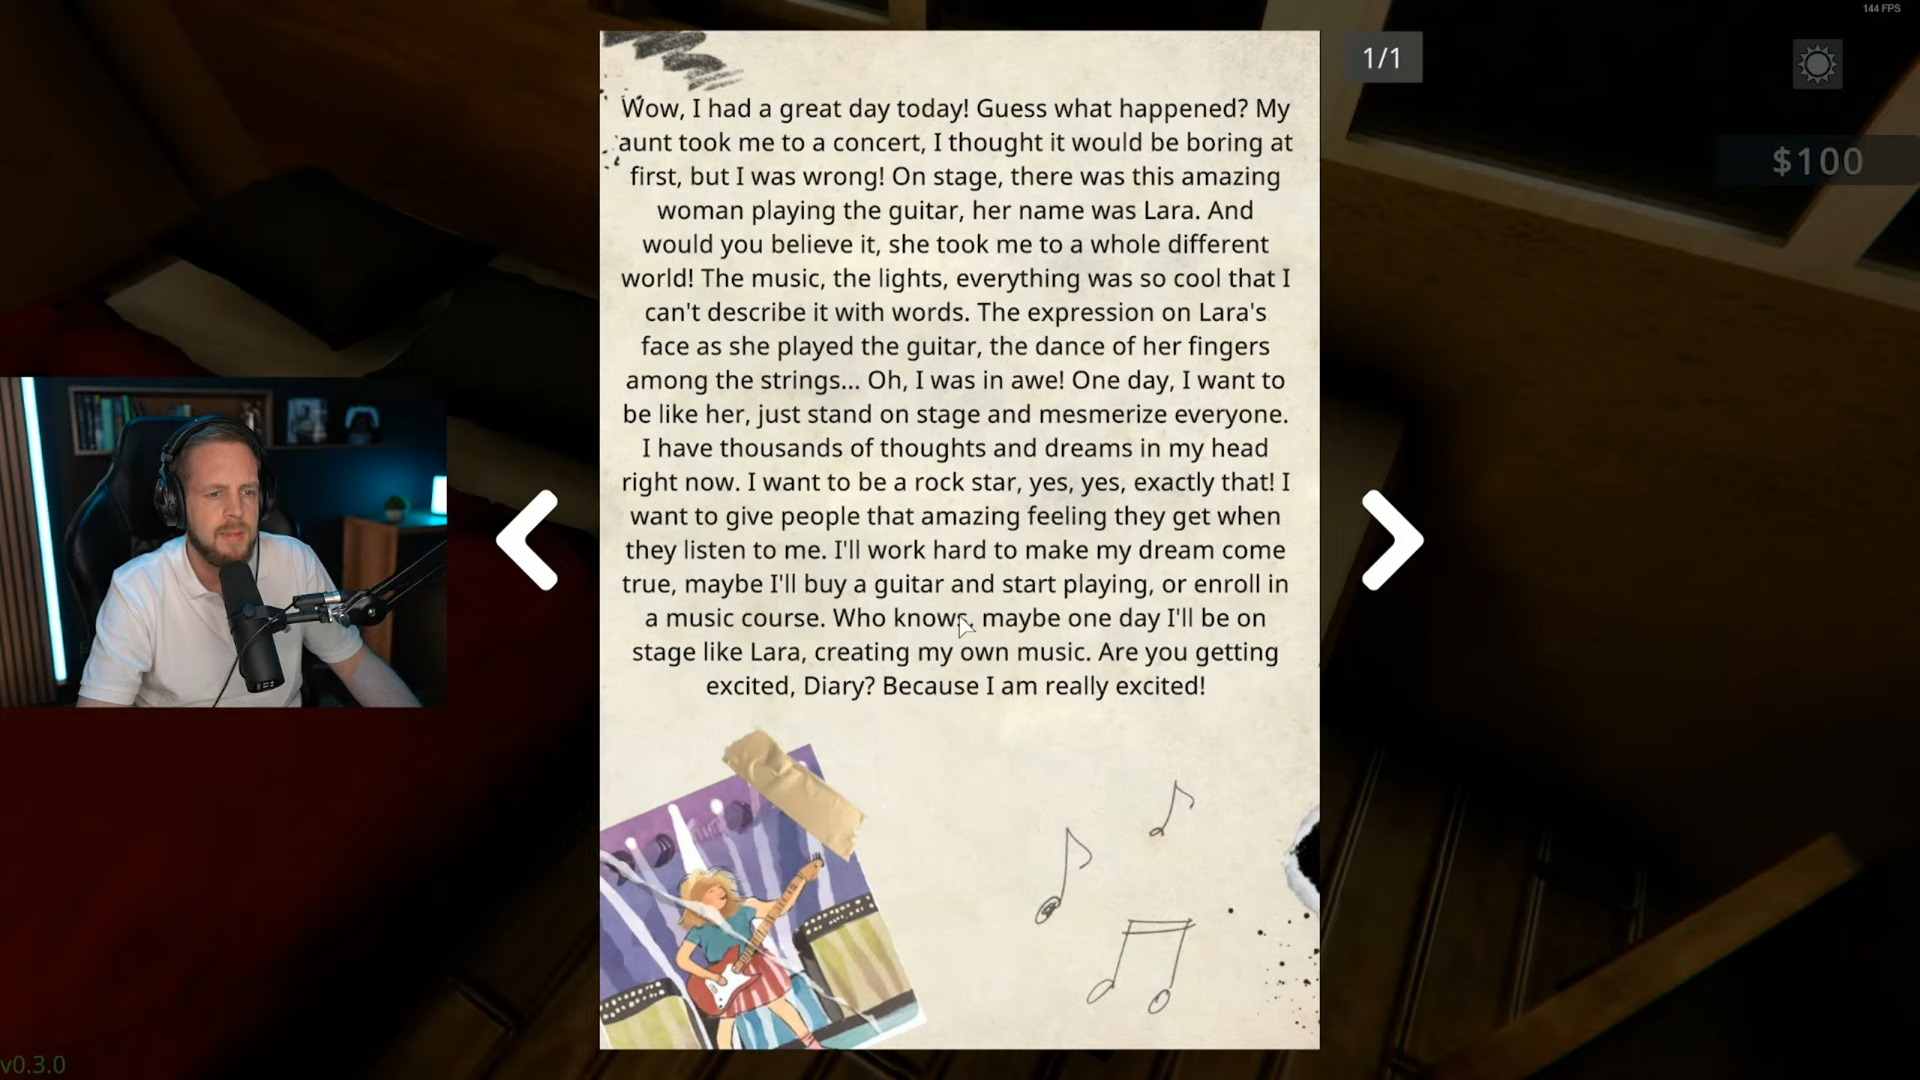 144 FPS
1/1
$100
Wow, I had a great day today! Guess what happened? My
aunt took me to a concert, I thought it would be boring at
first, but I was wrong! On stage, there was this amazing
woman playing the guitar, her name was Lara. And
would you believe it, she took me to a whole different
world! The music, the lights, everything was so cool that I
can't describe it with words. The expression on Lara's
face as she played the guitar, the dance of her fingers
among the strings... Oh, I was in awe! One day, I want to
be like her, just stand on stage and mesmerize everyone.
I have thousands of thoughts and dreams in my head
right now. I want to be a rock star, yes, yes, exactly that! I
want to give people that amazing feeling they get when
they listen to me. I'll work hard to make my dream come
true, maybe I'll buy a guitar and start playing, or enroll in
a music course. Who knows, maybe one day I'll be on
stage like Lara, creating my own music. Are you getting
excited, Diary? Because I am really excited!
v0.3.0